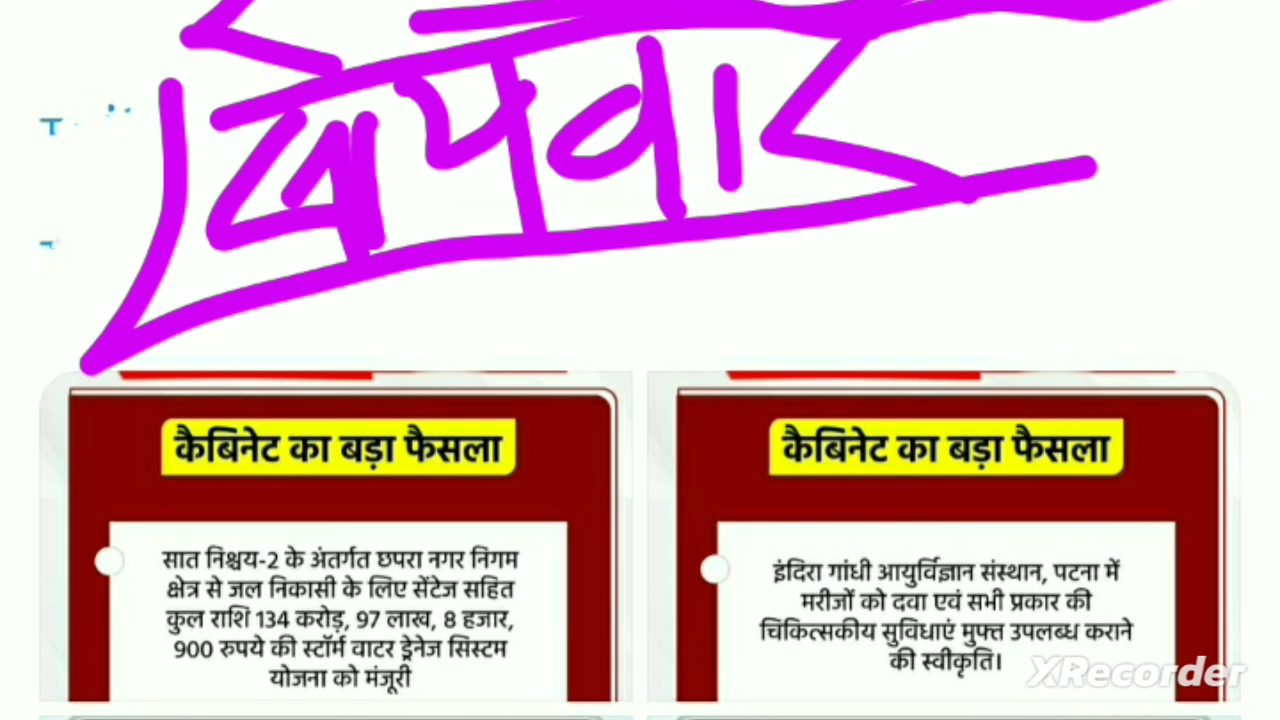 कैबिनेट का बड़ा फैसला
सात निश्चय-2 के अंतर्गत छपरा नगर निगम
क्षेत्र से जल निकासी के लिए सेंटेज सहित
कुल राशि 134 करोड़, 97 लाख, 8 हजार,
900 रुपये की स्टॉर्म वाटर ड्रेनेज सिस्टम
योजना को मंजूरी
कैबिनेट का बड़ा फैसला
इंदिरा गांधी आयुर्विज्ञान संस्थान, पटना में
मरीजों को दवा एवं सभी प्रकार की
चिकित्सकीय सुविधाएं मुफ्त उपलब्ध कराने
की स्वीकृति।
XRecorder